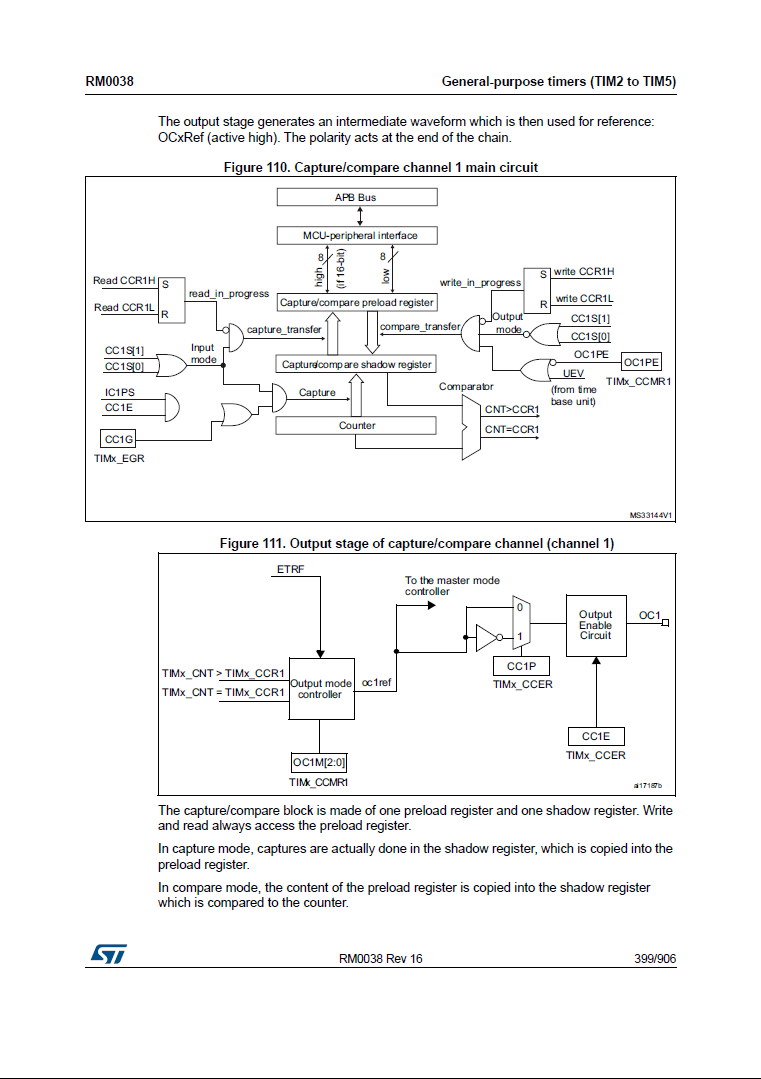 RM0038
General-purpose timers (TIM2 to TIM5)
The output stage generates an intermediate waveform which is then used for reference:
OCxRef (active high). The polarity acts at the end of the chain.
Figure 110. Capture/compare channel 1 main circuit
APB Bus
MCU-peripheral interface
8
8
high
(if 16-bit)
low
Read CCR1H
S
read_in_progress
Read CCR1L
R
write_in_progress
S
write CCR1H
R
write CCR1L
Capture/compare preload register
capture_transfer
compare_transfer
Output
mode
CC1S[1]
CC1S[0]
CC1S[1]
CC1S[0]
Input
mode
Capture/compare shadow register
OC1PE
OC1PE
UEV
TIMx_CCMR1
(from time
base unit)
IC1PS
CC1E
Capture
Comparator
CNT>CCR1
CNT=CCR1
Counter
CC1G
TIMx_EGR
MS33144V1
Figure 111. Output stage of capture/compare channel (channel 1)
ETRF
To the master mode
controller
0
1
Output
Enable
Circuit
OC1
CC1P
TIMx_CCER
TIMx_CNT > TIMx_CCR1
TIMx_CNT = TIMx_CCR1
Output mode
controller
oc1ref
CC1E
TIMx_CCER
OC1M[2:0]
TIMx_CCMR1
ai17187b
The capture/compare block is made of one preload register and one shadow register. Write
and read always access the preload register.
In capture mode, captures are actually done in the shadow register, which is copied into the
preload register.
In compare mode, the content of the preload register is copied into the shadow register
which is compared to the counter.
ST
RM0038 Rev 16
399/906